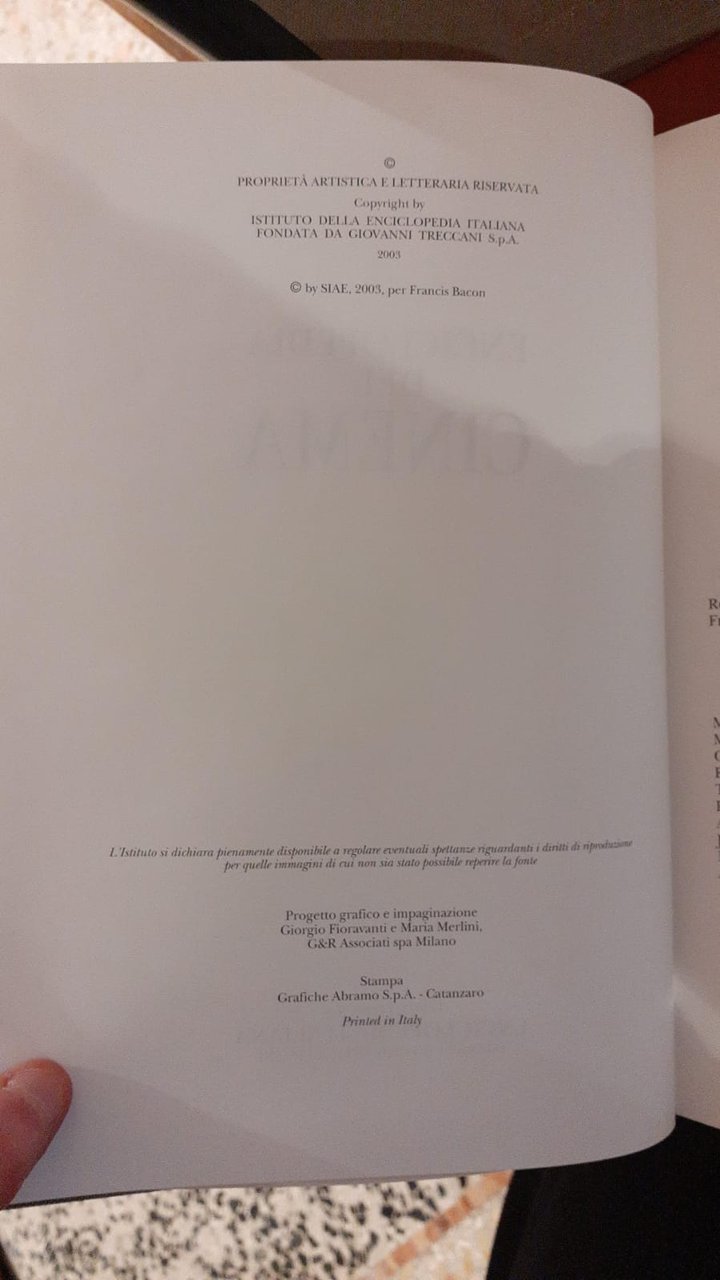 ©
PROPRIETÀ ARTISTICA E LETTERARIA RISERVATA
Copyright by
ISTITUTO DELLA ENCICLOPEDIA ITALIANA
FONDATA DA GIOVANNI TRECCANI S.p.A.
2003
© by SIAE, 2003, per Francis Bacon
CINEMA
L'Istituto si dichiara pienamente disponibile a regolare eventuali spettanze riguardanti i diritti di riproduzione
per quelle immagini di cui non sia stato possibile reperire la fonte
Progetto grafico e impaginazione
Giorgio Fioravanti e Maria Merlini,
G&R Associati spa Milano
Stampa
Grafiche Abramo S.p.A. - Catanzaro
Printed in Italy